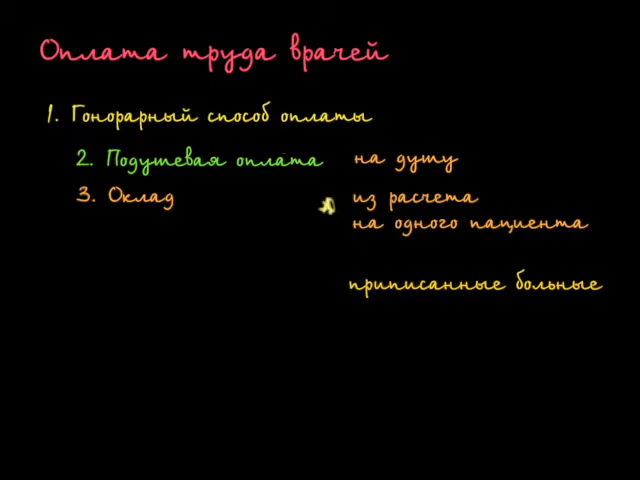 Оплата труда врачей
1. Гонорарный способ оплаты
2. Подушевая оплата на душу
3. Оклад из расчета
на одного пациента
приписанные больные